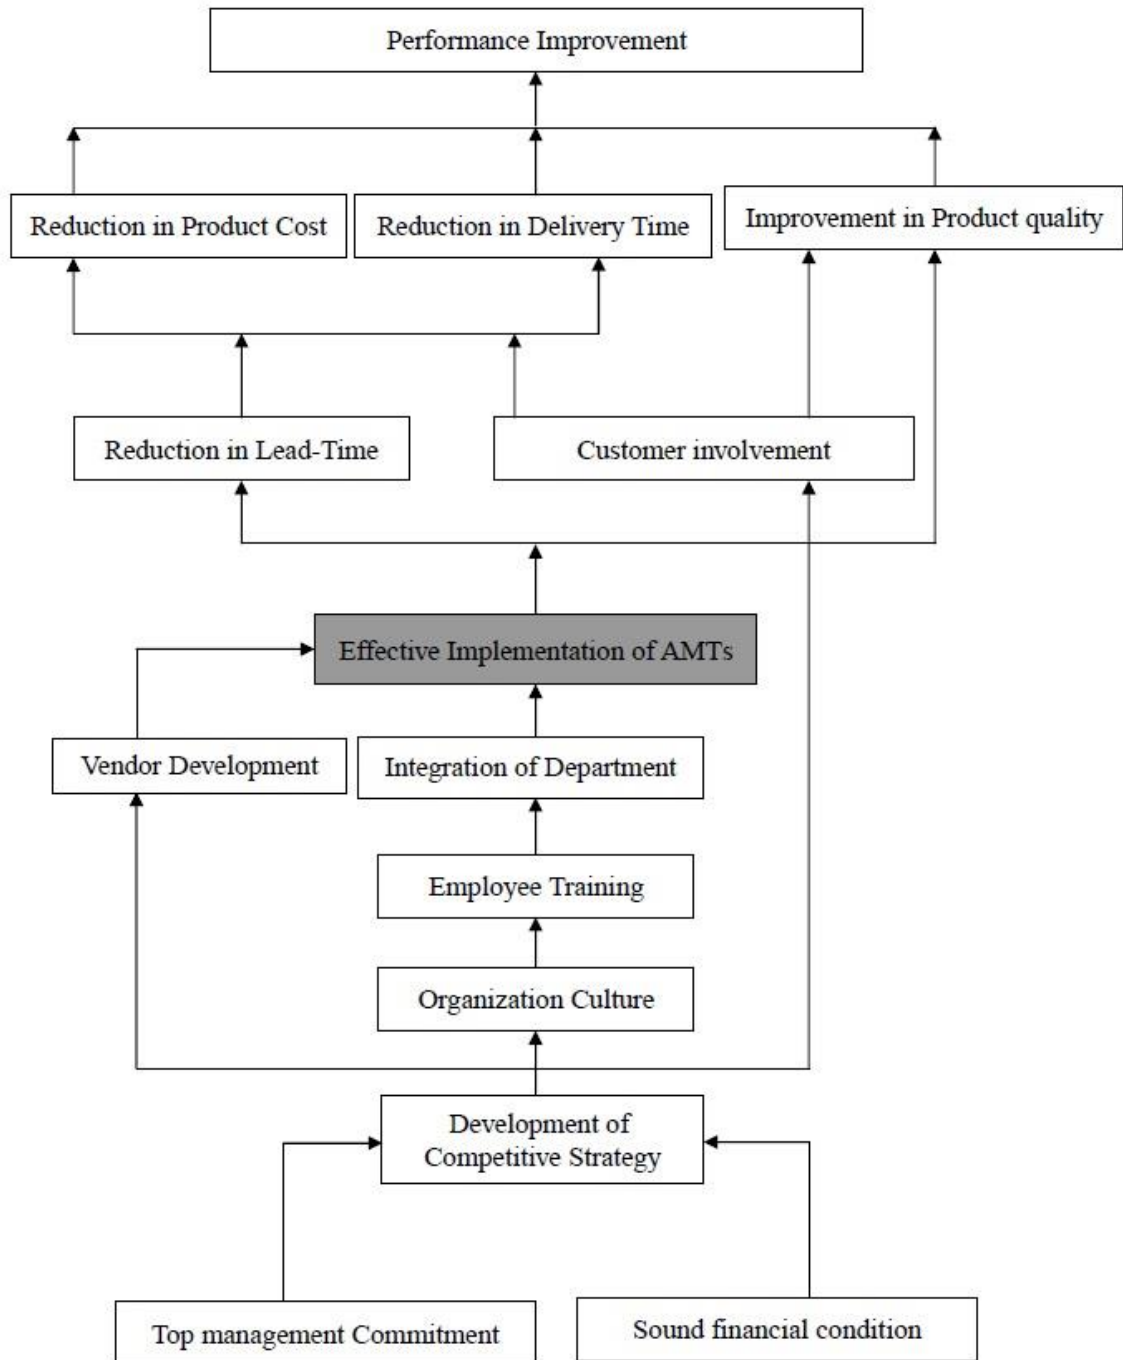 Performance Improvement
Reduction in Product Cost
Reduction in Delivery Time
Improvement in Product quality
Reduction in Lead-Time
Customer involvement
Effective Implementation of AMTs
Vendor Development
Integration of Department
Employee Training
Organization Culture
Development of
Competitive Strategy
Top management Commitment
Sound financial condition